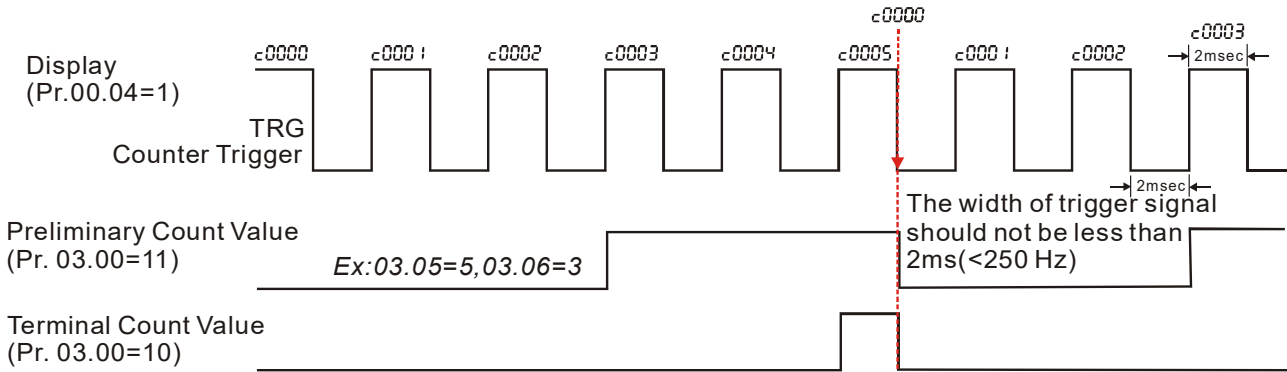 c0000
c0000 c0001 c0002 c0003 c0004 c0005 c0001 c0002 c0003
Display
(Pr.00.04=1)
2msec
TRG
Counter Trigger
2msec
The width of trigger signal
should not be less than
2ms(<250 Hz)
Preliminary Count Value
(Pr. 03.00=11)
Ex:03.05=5,03.06=3
Terminal Count Value
(Pr. 03.00=10)